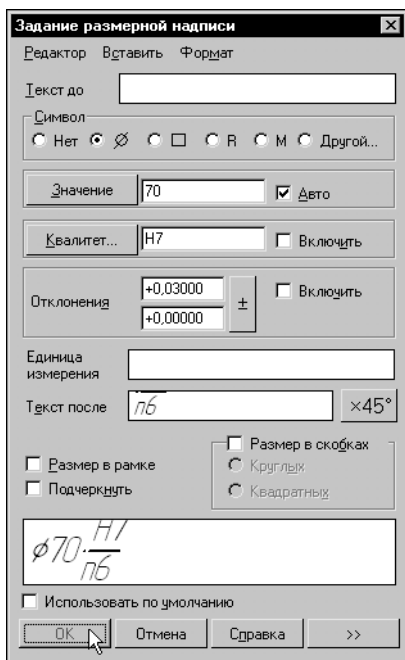 Задание размерной надписи
Редактор Вставить Формат
Текст до
Символ
Нет Ø □ R M Другой...
Значение 70 Авто
Квалитет... H7 Включить
Отклонения +0,03000 ± Включить
+0,00000
Единица
измерения
Текст после n6 ×45°
Размер в скобках
Размер в рамке Круглых
Подчеркнуть Квадратных
H7
ø70
n6
Использовать по умолчанию
OK Отмена Справка >>